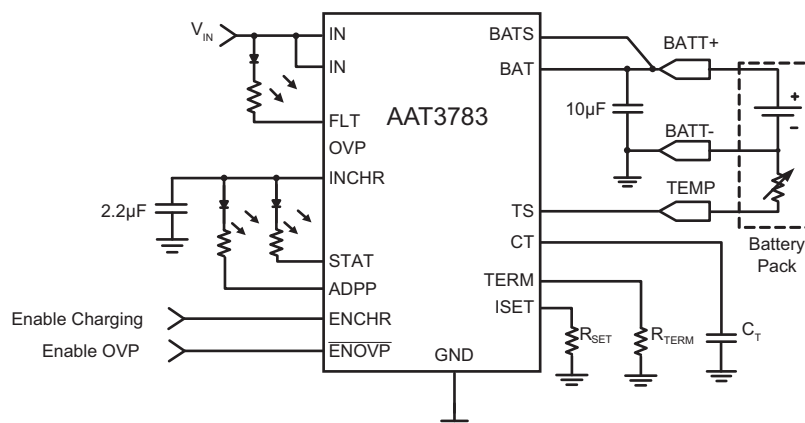 V_IN
IN
IN
FLT
OVP
INCHR
2.2µF
STAT
ADPP
Enable Charging
ENCHR
Enable OVP
ENOVP
AAT3783
GND
BATS
BAT
TS
CT
TERM
ISET
BATT+
10µF
BATT-
TEMP
+
-
Battery
Pack
R_SET
R_TERM
C_T